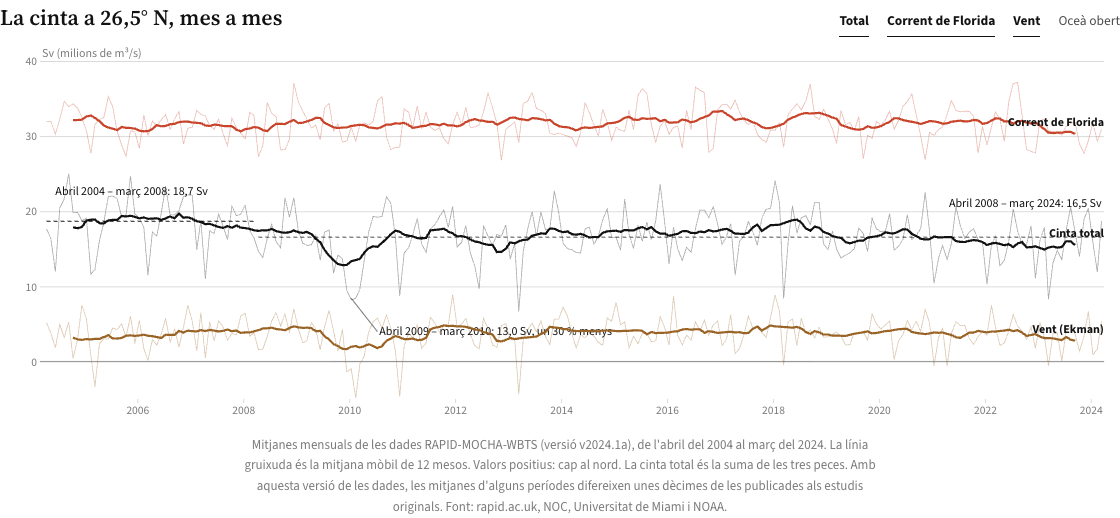 La cinta a 26,5° N, mes a mes
Total Corrent de Florida Vent Oceà obert
Sv (milions de m³/s)
40
30
20
10
0
Corrent de Florida
Abril 2004 – març 2008: 18,7 Sv
Abril 2008 – març 2024: 16,5 Sv
Cinta total
Abril 2009 – març 2010: 13,0 Sv, un 30 % menys
Vent (Ekman)
2006 2008 2010 2012 2014 2016 2018 2020 2022 2024
Mitjanes mensuals de les dades RAPID-MOCHA-WBTS (versió v2024.1a), de l'abril del 2004 al març del 2024. La línia
gruixuda és la mitjana mòbil de 12 mesos. Valors positius: cap al nord. La cinta total és la suma de les tres peces. Amb
aquesta versió de les dades, les mitjanes d'alguns períodes difereixen unes dècimes de les publicades als estudis
originals. Font: rapid.ac.uk, NOC, Universitat de Miami i NOAA.